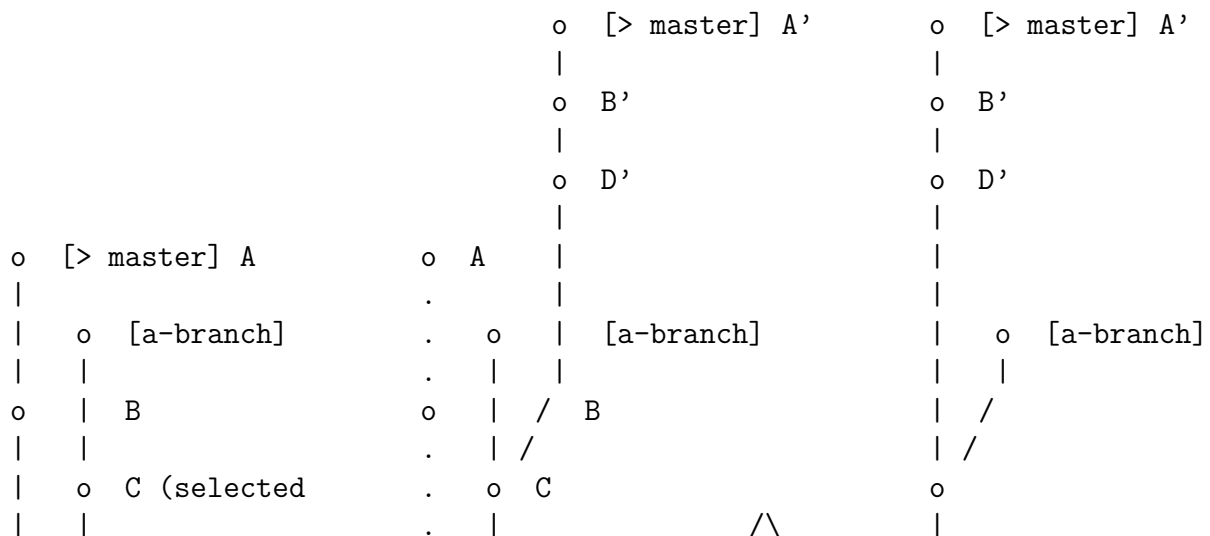 o  [> master] A'        o  [> master] A'
                                   |                       |
                                   o  B'                   o  B'
                                   |                       |
                                   o  D'                   o  D'
                                   |                       |
o  [> master] A           o  A     |                       |
|                         .        |                       |
|   o  [a-branch]         .   o    |  [a-branch]           |   o  [a-branch]
|   |                     .   |    |                       |   |
o   |  B                  o   |   /  B                     |  /
|   |                     .   | /                          | /
|   o  C (selected        .   o  C                         o
|   |                     .   |               /\           |